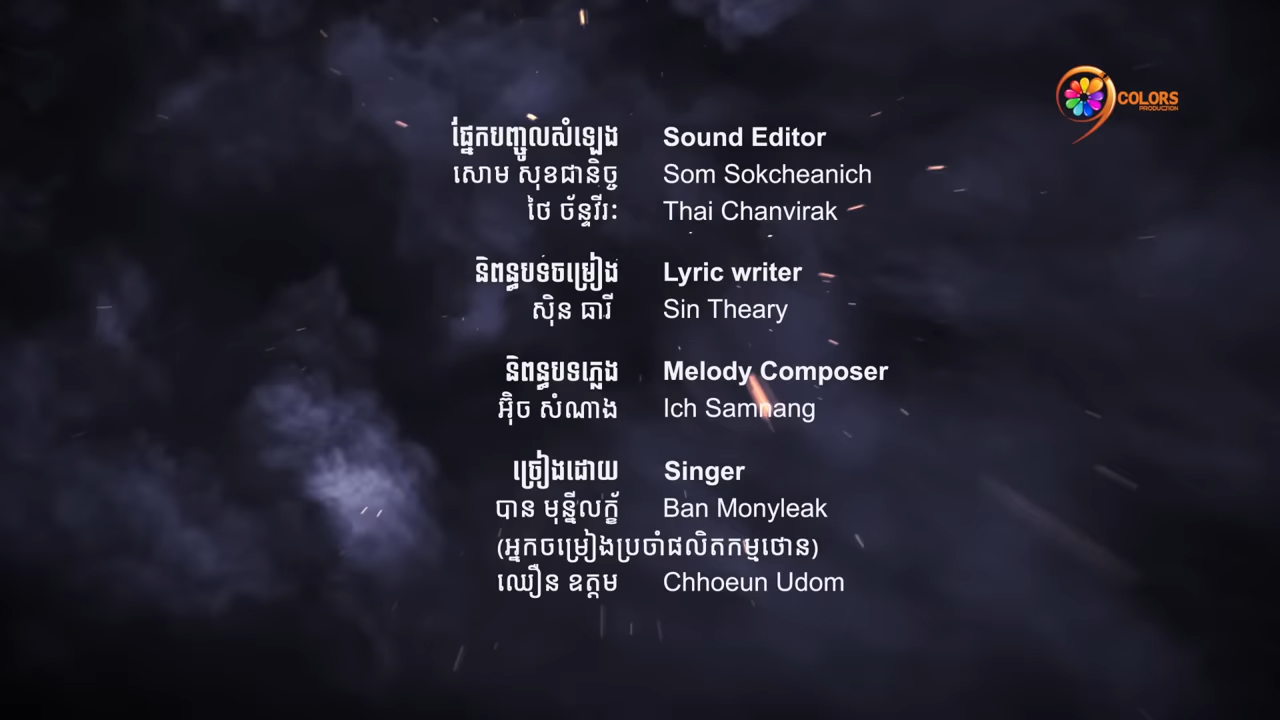 9 COLORS
PRODUCTION
ផ្នែកបញ្ចូលសំឡេង Sound Editor
សោម សុខជានិច្ច Som Sokcheanich
ថៃ ច័ន្ទវីរៈ Thai Chanvirak
និពន្ធបទចម្រៀង Lyric writer
ស៊ិន ធារី Sin Theary
និពន្ធបទភ្លេង Melody Composer
អ៊ិច សំណាង Ich Samnang
ច្រៀងដោយ Singer
បាន មុន្នីលក្ខ័ Ban Monyleak
(អ្នកចម្រៀងប្រចាំផលិតកម្មថោន)
ឈឿន ឧត្តម Chhoeun Udom